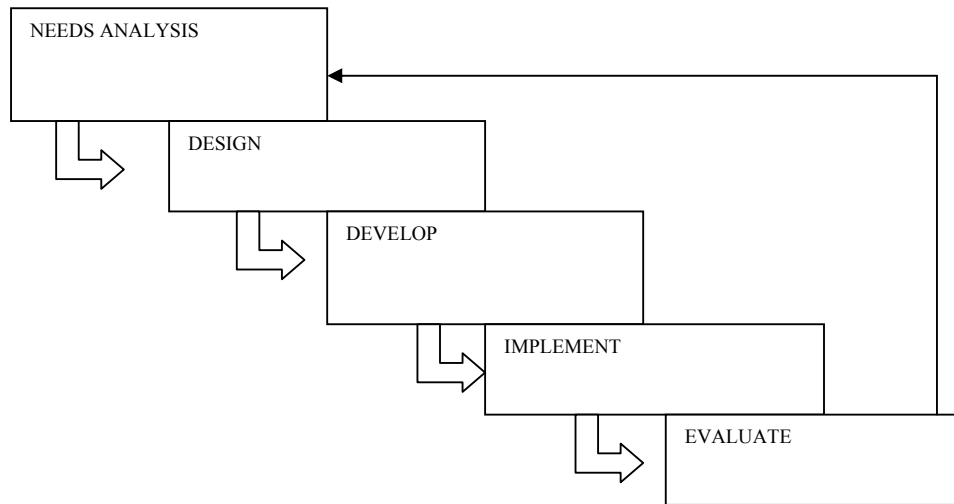 NEEDS ANALYSIS
DESIGN
DEVELOP
IMPLEMENT
EVALUATE